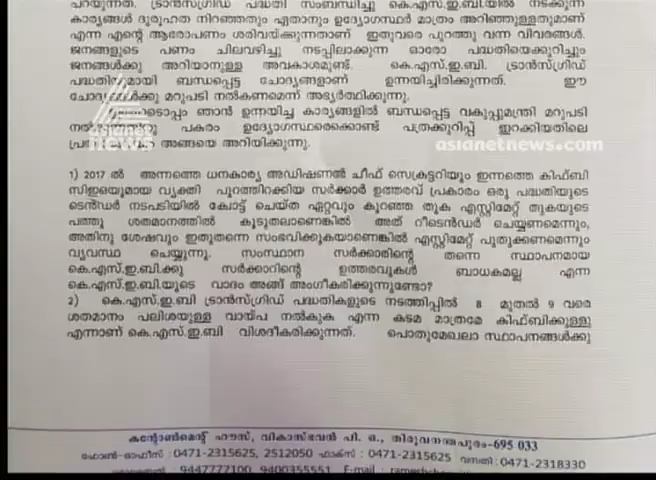 പറയുന്നത്. ട്രാൻസ്ഗ്രിഡ് പദ്ധതി സംബന്ധിച്ചു കെ.എസ്.ഇ.ബി.യിൽ നടക്കുന്ന
കാര്യങ്ങൾ ദുരൂഹത നിറഞ്ഞതും ഏതാനും ഉദ്യോഗസ്ഥർ മാത്രം അറിഞ്ഞുള്ളതുമാണ്
എന്ന എന്റെ ആരോപണം ശരിവയ്ക്കുന്നതാണ് ഇതുവരെ പുറത്തു വന്ന വിവരങ്ങൾ.
ജനങ്ങളുടെ പണം ചിലവഴിച്ചു നടപ്പിലാക്കുന്ന ഓരോ പദ്ധതിയെക്കുറിച്ചും
ജനങ്ങൾക്കു അറിയാനുള്ള അവകാശമുണ്ട്. കെ.എസ്.ഇ.ബി. ട്രാൻസ്ഗ്രിഡ്
പദ്ധതിയുമായി ബന്ധപ്പെട്ട ചോദ്യങ്ങളാണ് ഉന്നയിച്ചിരിക്കുന്നത്. ഈ
ചോദ്യങ്ങൾക്കു മറുപടി നൽകണമെന്ന് അഭ്യർത്ഥിക്കുന്നു.
ഞാൻ ഉന്നയിച്ച കാര്യങ്ങളിൽ ബന്ധപ്പെട്ട വകുപ്പുമന്ത്രി മറുപടി
പകരം ഉദ്യോഗസ്ഥരെക്കൊണ്ട് പത്രക്കുറിപ്പ് ഇറക്കിയതിലെ
അങ്ങയെ അറിയിക്കുന്നു.
asianet news
asianetnews.com
1) 2017 ൽ അന്നത്തെ ധനകാര്യ അഡിഷണൽ ചീഫ് സെക്രട്ടറിയും ഇന്നത്തെ കിഫ്ബി
സിഇഒയുമായ വ്യക്തി പുറത്തിറക്കിയ സർക്കാർ ഉത്തരവ് പ്രകാരം ഒരു പദ്ധതിയുടെ
ടെൻഡർ നടപടിയിൽ ക്വോട്ട് ചെയ്ത ഏറ്റവും കുറഞ്ഞ തുക എസ്റ്റിമേറ്റ് തുകയുടെ
പത്തു ശതമാനത്തിൽ കൂടുതലാണെങ്കിൽ അത് റീടെൻഡർ ചെയ്യണമെന്നും,
അതിനു ശേഷവും ഇതുതന്നെ സംഭവിക്കുകയാണെങ്കിൽ എസ്റ്റിമേറ്റ് പുതുക്കണമെന്നും
വ്യവസ്ഥ ചെയ്യുന്നു. സംസ്ഥാന സർക്കാരിന്റെ തന്നെ സ്ഥാപനമായ
കെ.എസ്.ഇ.ബി.ക്കു സർക്കാറിന്റെ ഉത്തരവുകൾ ബാധകമല്ല എന്ന
കെ.എസ്.ഇ.ബി.യുടെ വാദം അങ്ങ് അംഗീകരിക്കുന്നുണ്ടോ?
2) കെ.എസ്.ഇ.ബി ട്രാൻസ്ഗ്രിഡ് പദ്ധതികളുടെ നടത്തിപ്പിൽ 8 മുതൽ 9 വരെ
ശതമാനം പലിശയുള്ള വായ്പ നൽകുക എന്ന കടമ മാത്രമേ കിഫ്ബിക്കുള്ളൂ
എന്നാണ് കെ.എസ്.ഇ.ബി വിശദീകരിക്കുന്നത്. പൊതുമേഖലാ സ്ഥാപനങ്ങൾക്കു
കന്റോൺമെന്റ് ഹൗസ്, വികാസ്ഭവൻ പി. ഒ., തിരുവനന്തപുരം-695 033
ഫോൺ-ഓഫീസ് : 0471-2315625, 2512050 ഫാക്സ് : 0471-2315625 വസതി :0471-2318330
9447777100, 9400355551 E-mail :